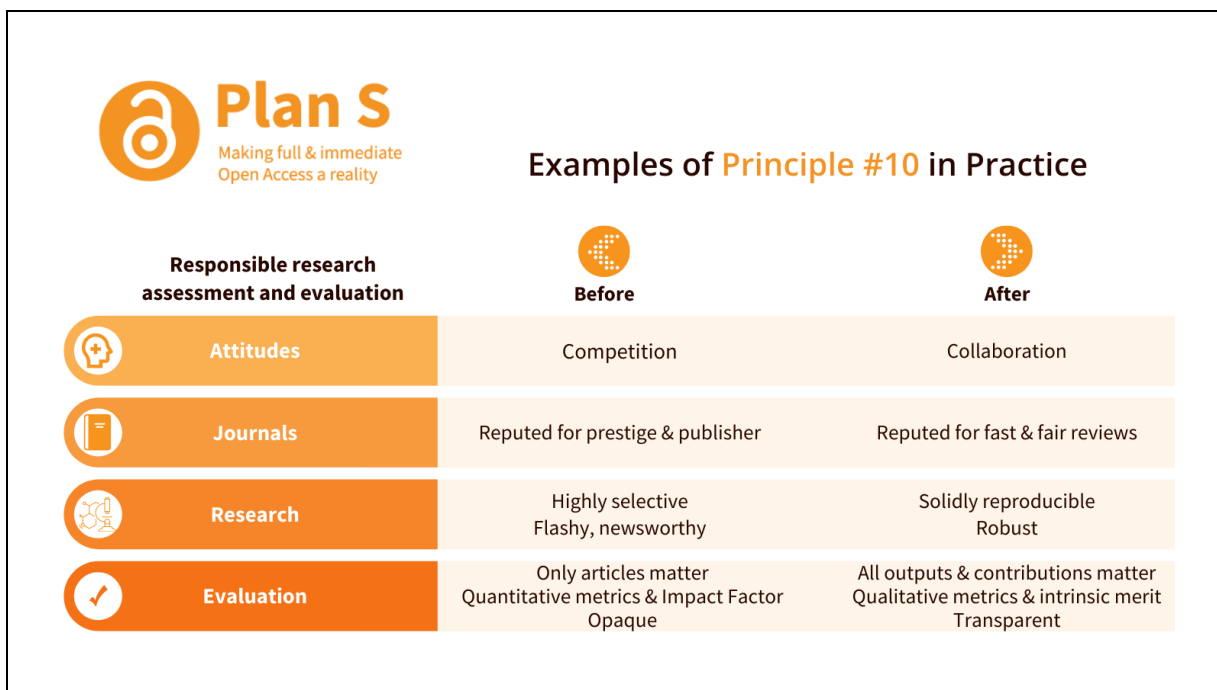 Plan S
Making full & immediate
Open Access a reality
Examples of Principle #10 in Practice
Responsible research
assessment and evaluation
Before
After
Attitudes
Competition
Collaboration
Journals
Reputed for prestige & publisher
Reputed for fast & fair reviews
Research
Highly selective
Flashy, newsworthy
Solidly reproducible
Robust
Evaluation
Only articles matter
Quantitative metrics & Impact Factor
Opaque
All outputs & contributions matter
Qualitative metrics & intrinsic merit
Transparent